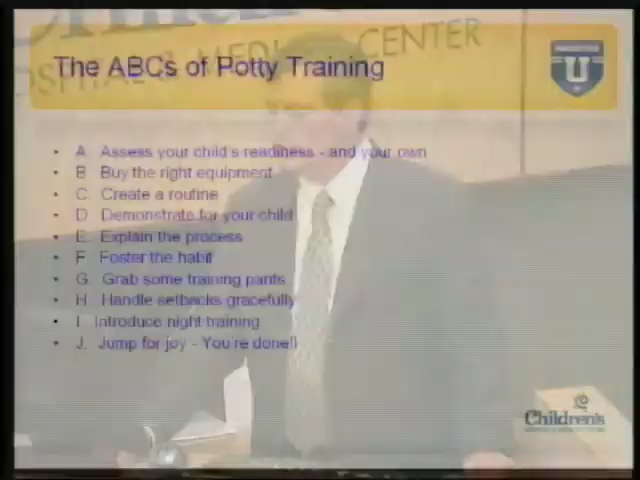 CENTER
HOSPITAL & MEDICAL
The ABCs of Potty Training
U
• A. Assess your child's readiness - and your own
• B. Buy the right equipment
• C. Create a routine
• D. Demonstrate for your child
• E. Explain the process
• F. Foster the habit
• G. Grab some training pants
• H. Handle setbacks gracefully
• I. Introduce night training
• J. Jump for joy - You're done!!
Children's